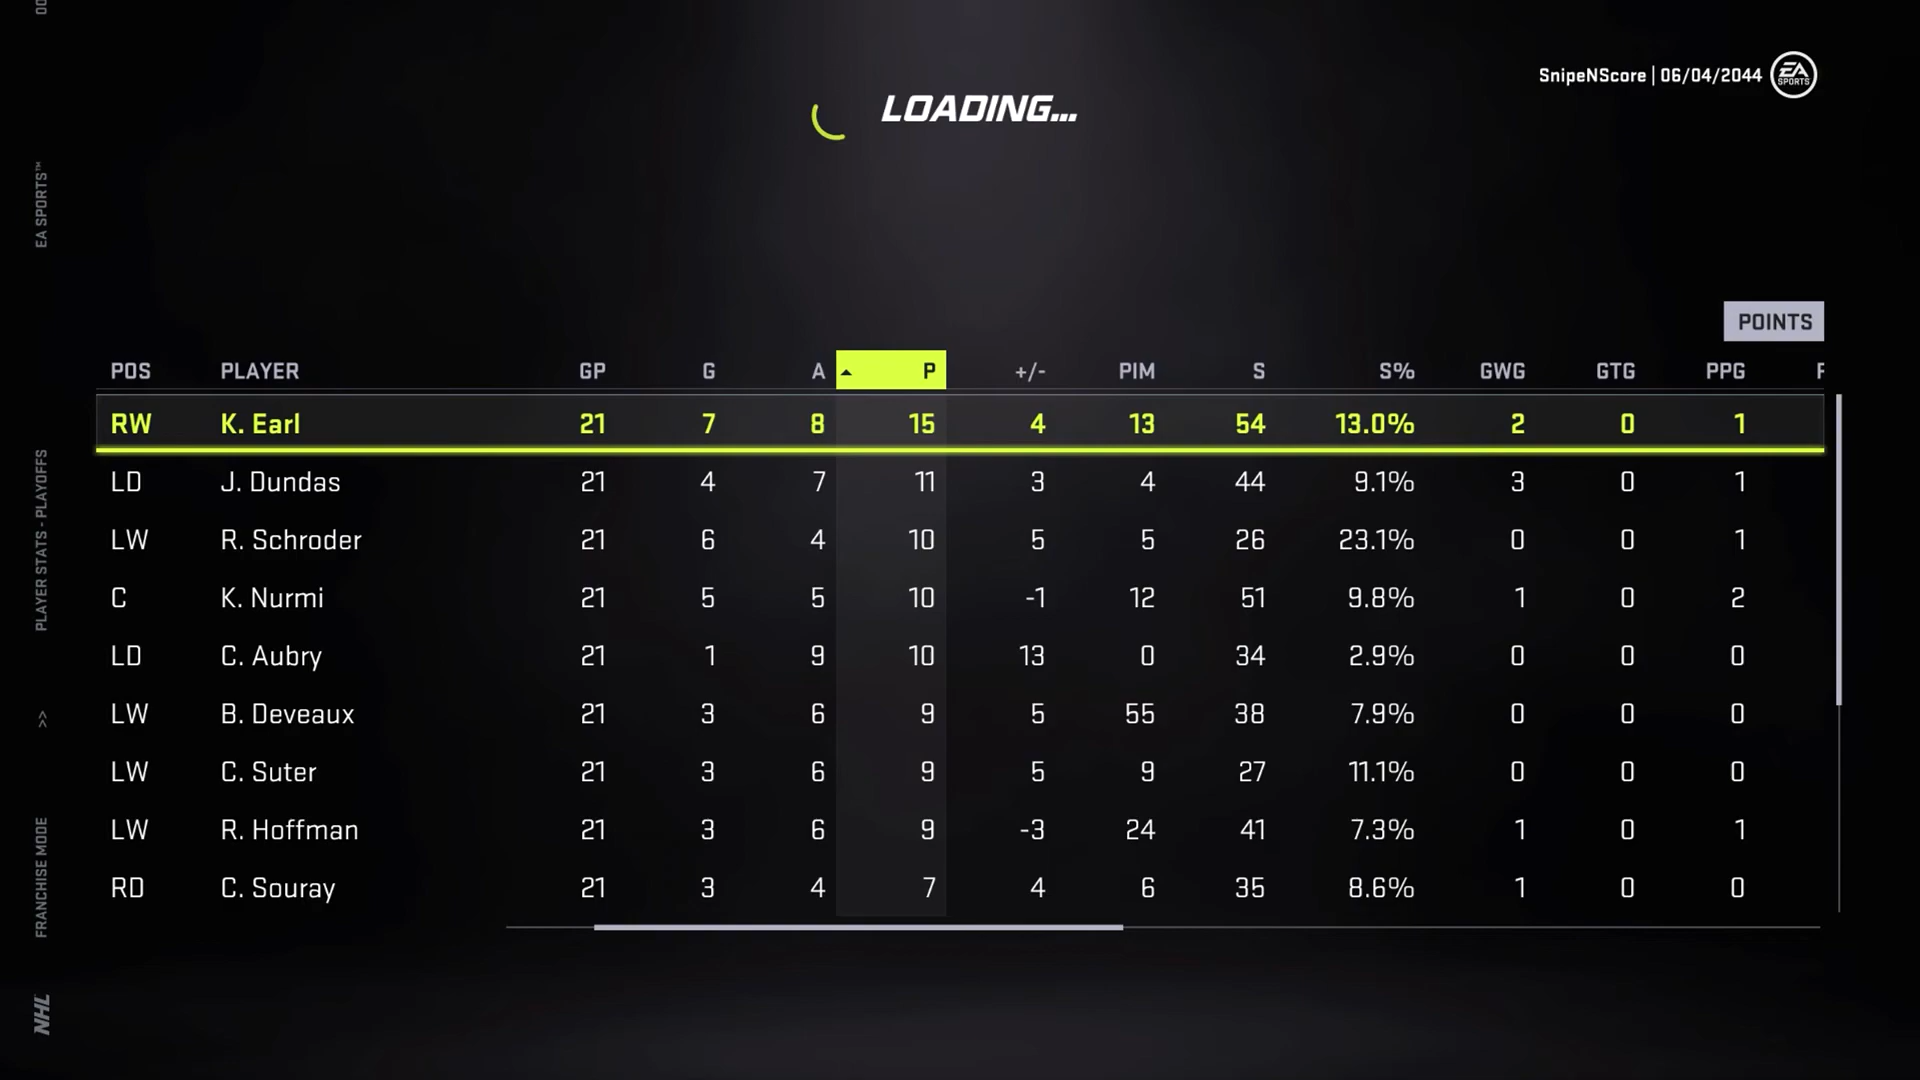 SnipeNScore | 06/04/2044 EA SPORTS
LOADING...
POINTS
POS PLAYER GP G A P +/- PIM S S% GWG GTG PPG
RW K. Earl 21 7 8 15 4 13 54 13.0% 2 0 1
LD J. Dundas 21 4 7 11 3 4 44 9.1% 3 0 1
LW R. Schroder 21 6 4 10 5 5 26 23.1% 0 0 1
C K. Nurmi 21 5 5 10 -1 12 51 9.8% 1 0 2
LD C. Aubry 21 1 9 10 13 0 34 2.9% 0 0 0
LW B. Deveaux 21 3 6 9 5 55 38 7.9% 0 0 0
LW C. Suter 21 3 6 9 5 9 27 11.1% 0 0 0
LW R. Hoffman 21 3 6 9 -3 24 41 7.3% 1 0 1
RD C. Souray 21 3 4 7 4 6 35 8.6% 1 0 0
NHL FRANCHISE MODE >> PLAYER STATS - PLAYOFFS EA SPORTS™